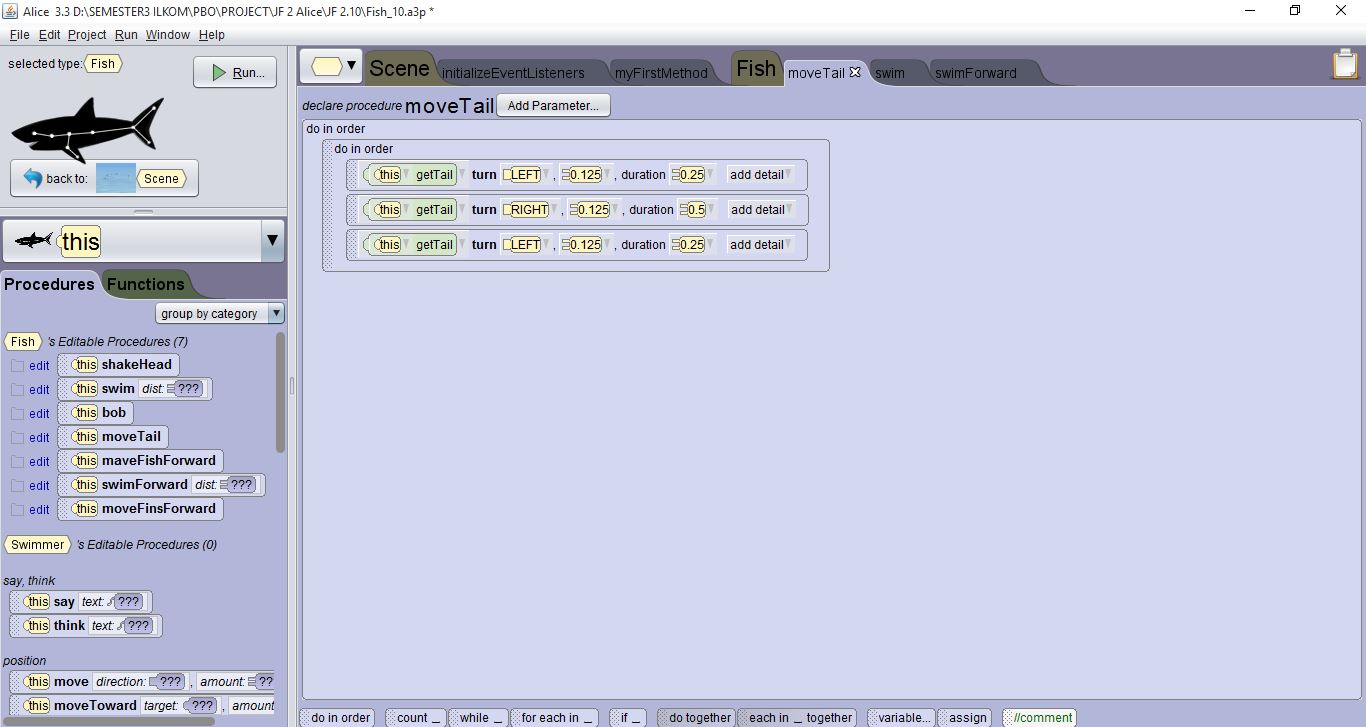 Alice 3.3 D:\SEMESTER3 ILKOM\PBO\PROJECT\JF 2 Alice\JF 2.10\Fish_10.a3p *
File Edit Project Run Window Help
selected type: Fish
Run...
back to: Scene
this
Procedures Functions
group by category
Fish 's Editable Procedures (7)
edit this shakeHead
edit this swim dist: ???
edit this bob
edit this moveTail
edit this maveFishForward
edit this swimForward dist: ???
edit this moveFinsForward
Swimmer 's Editable Procedures (0)
say, think
this say text: ???
this think text: ???
position
this move direction: ??? , amount: ??
this moveToward target: ??? , amount
Scene initializeEventListeners myFirstMethod Fish moveTail swim swimForward
declare procedure moveTail Add Parameter...
do in order
do in order
this getTail turn LEFT , 0.125 , duration 0.25 add detail
this getTail turn RIGHT , 0.125 , duration 0.5 add detail
this getTail turn LEFT , 0.125 , duration 0.25 add detail
do in order count _ while _ for each in _ if _ do together each in _ together variable... assign //comment